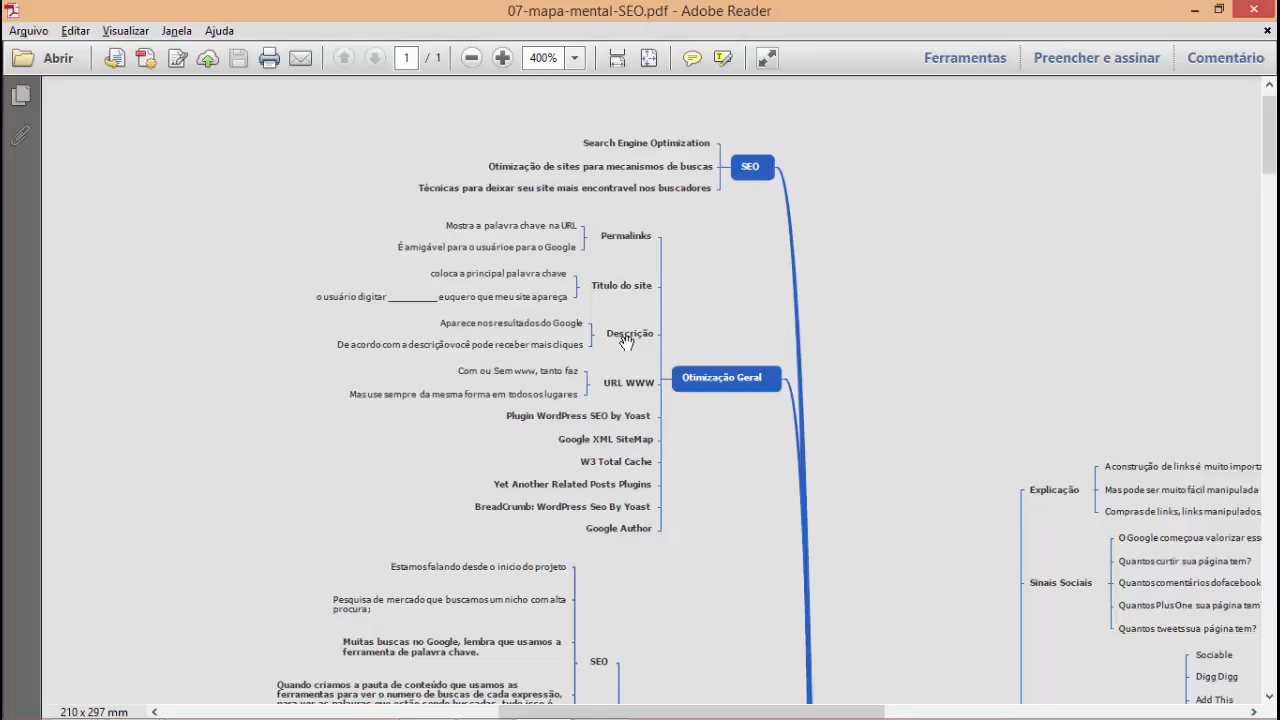 07-mapa-mental-SEO.pdf - Adobe Reader
Arquivo Editar Visualizar Janela Ajuda
Abrir 1 / 1 400% Ferramentas Preencher e assinar Comentário
Search Engine Optimization
Otimização de sites para mecanismos de buscas
Técnicas para deixar seu site mais encontravel nos buscadores
SEO
Mostra a palavra chave na URL
É amigável para o usuário e para o Google
Permalinks
coloca a principal palavra chave
o usuário digitar __________ eu quero que meu site apareça
Titulo do site
Aparece nos resultados do Google
De acordo com a descrição você pode receber mais cliques
Descrição
Com ou Sem www, tanto faz
Mas use sempre da mesma forma em todos os lugares
URL WWW
Plugin WordPress SEO by Yoast
Google XML SiteMap
W3 Total Cache
Yet Another Related Posts Plugins
BreadCrumb: WordPress Seo By Yoast
Google Author
Otimização Geral
Estamos falando desde o inicio do projeto
Pesquisa de mercado que buscamos um nicho com alta
procura;
Muitas buscas no Google, lembra que usamos a
ferramenta de palavra chave.
SEO
Quando criamos a pauta de conteúdo que usamos as
ferramentas para ver o numero de buscas de cada expressão,
Explicação
A construção de links é muito importa
Mas pode ser muito fácil manipulada
Compras de links, links manipulados,
Sinais Sociais
O Google começou a valorizar ess
Quantos curtir sua página tem?
Quantos comentários do facebook
Quantos Plus One sua página tem
Quantos tweets sua página tem?
Sociable
Digg Digg
Add This
210 x 297 mm